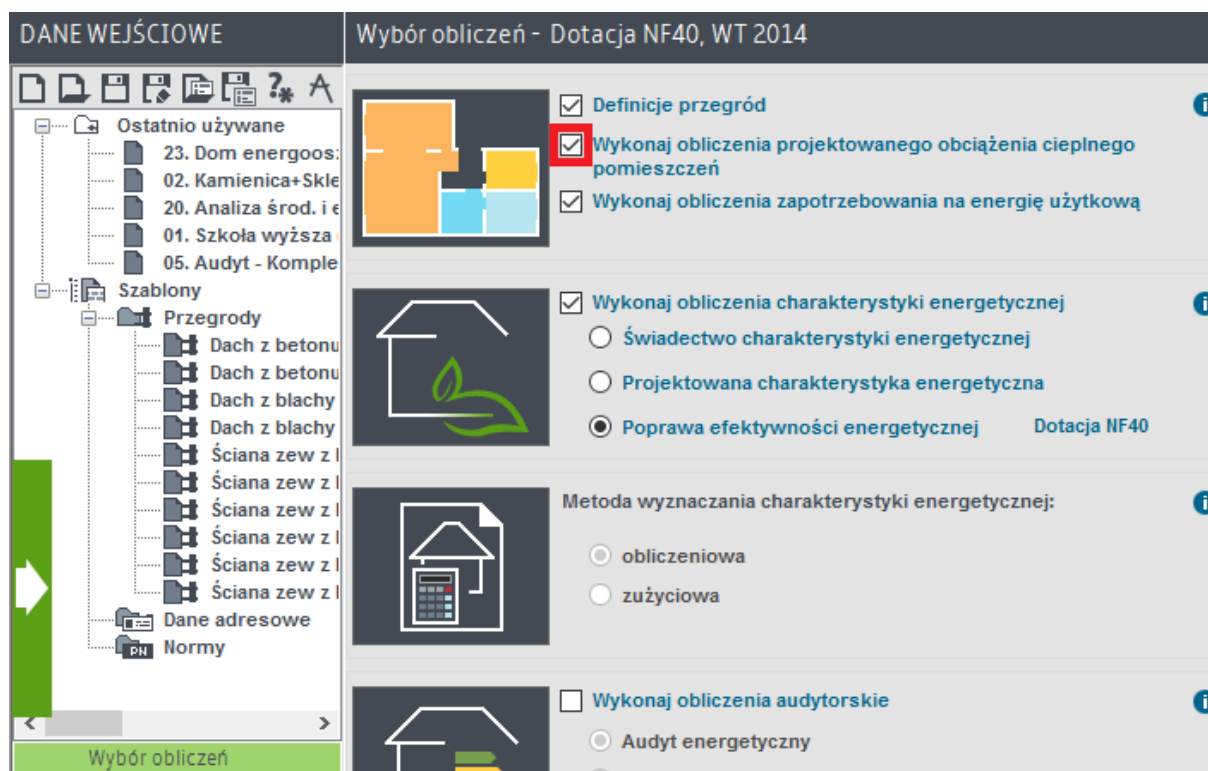 DANE WEJŚCIOWE
Wybór obliczeń - Dotacja NF40, WT 2014
Ostatnio używane
23. Dom energoos
02. Kamienica+Skle
20. Analiza środ. i e
01. Szkoła wyższa
05. Audyt - Komple
Szablony
Przegrody
Dach z betonu
Dach z betonu
Dach z blachy
Dach z blachy
Ściana zew z
Ściana zew z
Ściana zew z
Ściana zew z
Ściana zew z
Ściana zew z
Dane adresowe
PN Normy
Wybór obliczeń
Definicje przegród
Wykonaj obliczenia projektowanego obciążenia cieplnego
pomieszczeń
Wykonaj obliczenia zapotrzebowania na energię użytkową
Wykonaj obliczenia charakterystyki energetycznej
Świadectwo charakterystyki energetycznej
Projektowana charakterystyka energetyczna
Poprawa efektywności energetycznej Dotacja NF40
Metoda wyznaczania charakterystyki energetycznej:
obliczeniowa
zużyciowa
Wykonaj obliczenia audytorskie
Audyt energetyczny